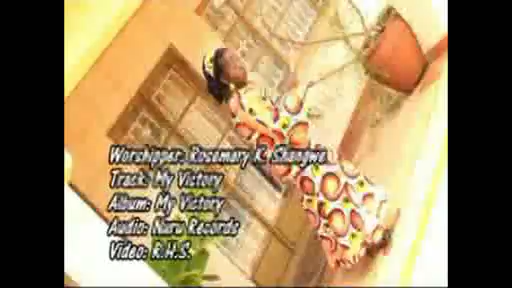 Worshipper: Rosemary K. Shangwe
Track: My Victory
Album: My Victory
Audio: Nuru Records
Video: R.H.S.